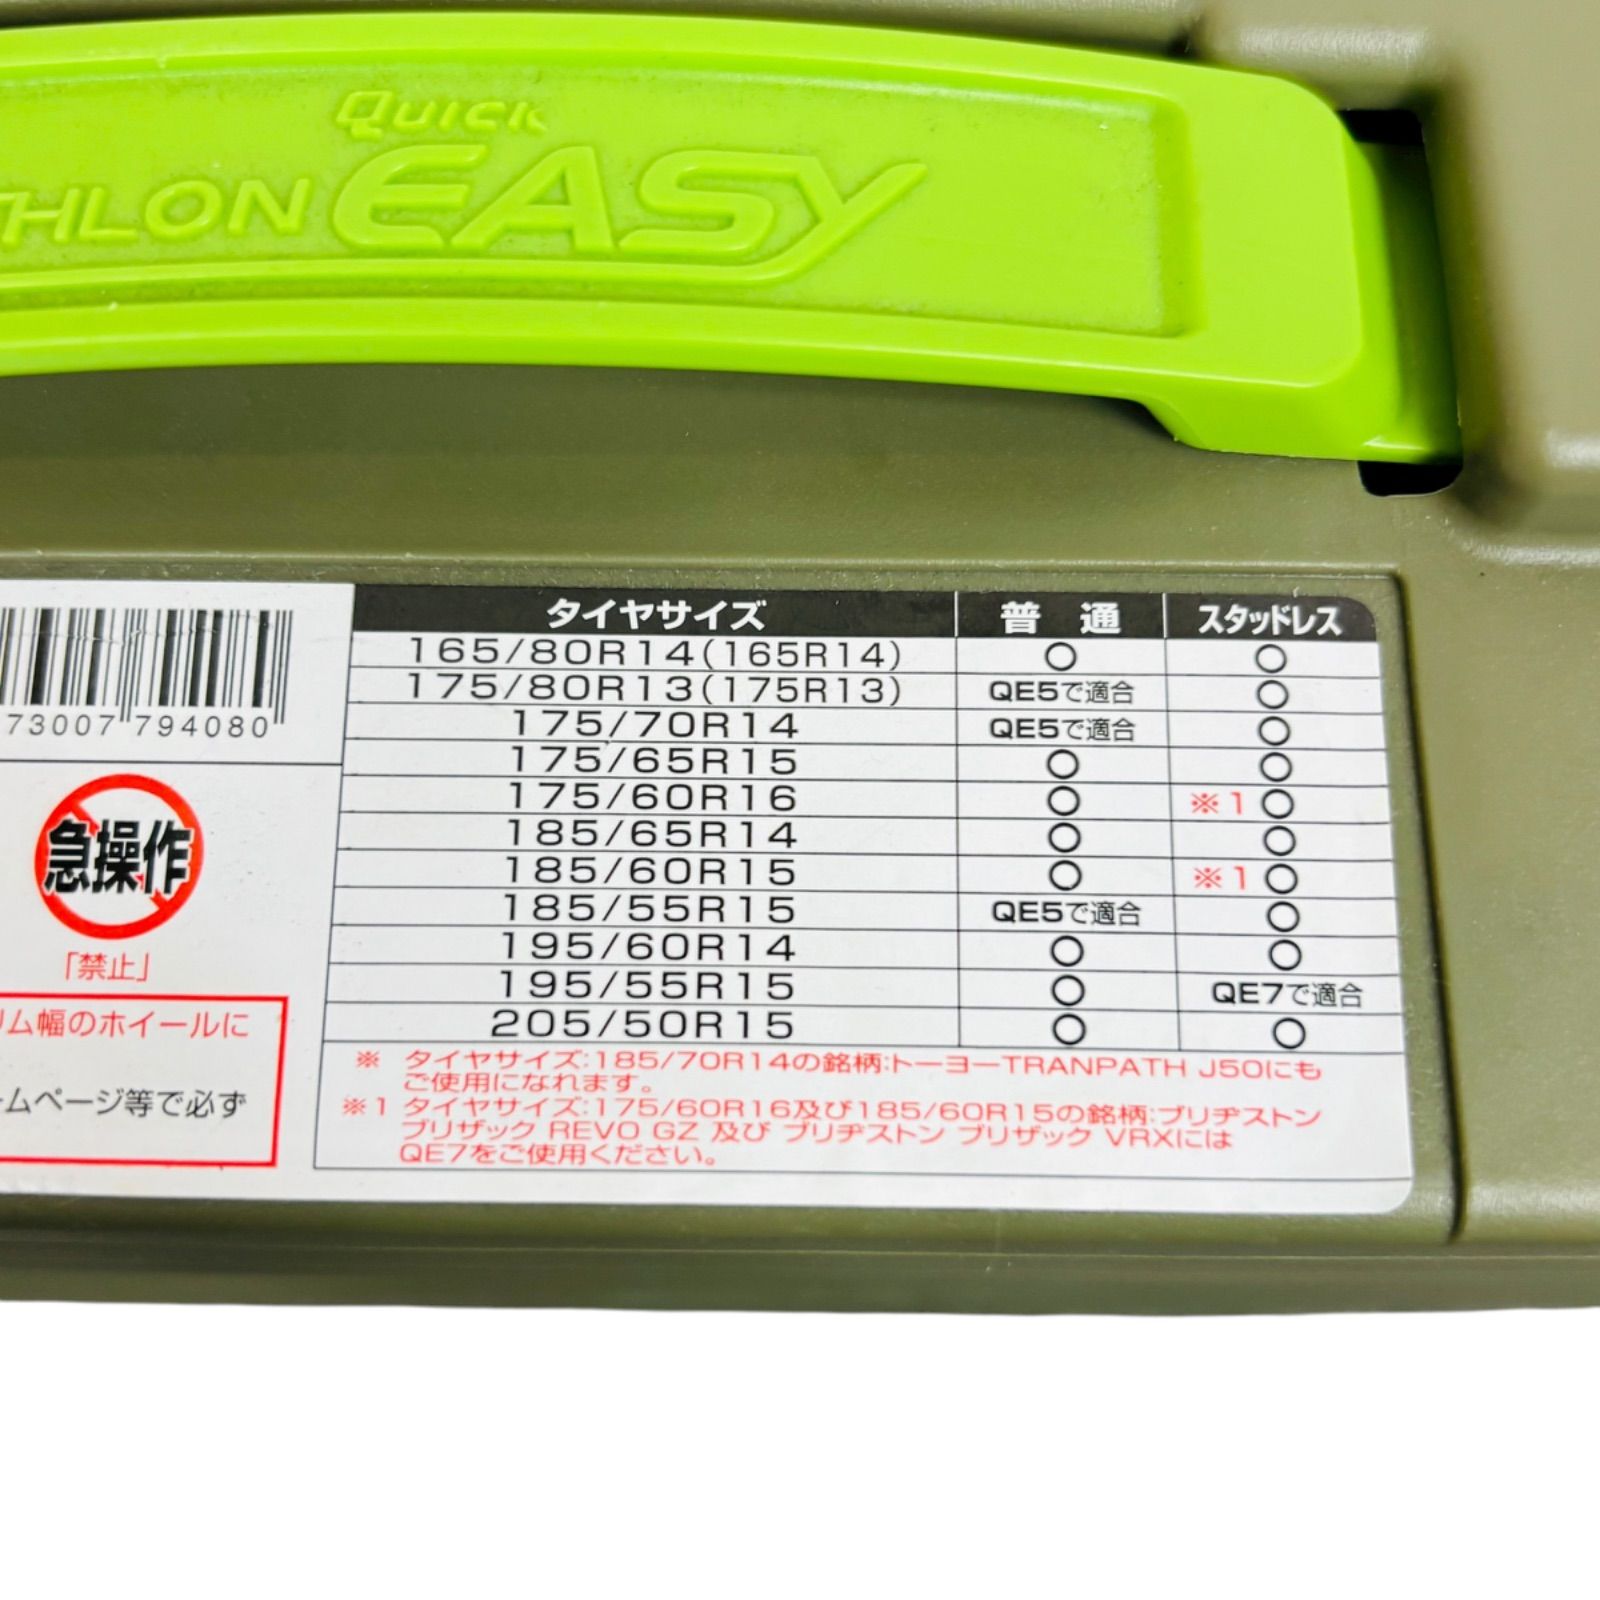 QUICK
THLON EASY
タイヤサイズ 普通 スタッドレス
165/80R14(165R14) ○ ○
175/80R13(175R13) QE5で適合 ○
175/70R14 QE5で適合 ○
175/65R15 ○ ○
175/60R16 ○ ※1 ○
185/65R14 ○ ○
185/60R15 ○ ※1 ○
185/55R15 QE5で適合 ○
195/60R14 ○ ○
195/55R15 ○ QE7で適合
205/50R15 ○ ○
※ タイヤサイズ:185/70R14の銘柄:トーヨーTRANPATH J50にも
ご使用になれます。
※1 タイヤサイズ:175/60R16及び185/60R15の銘柄:ブリヂストン
ブリザック REVO GZ 及び ブリヂストン ブリザック VRXには
QE7をご使用ください。
73007 794080
急操作
「禁止」
リム幅のホイールに
ームページ等で必ず